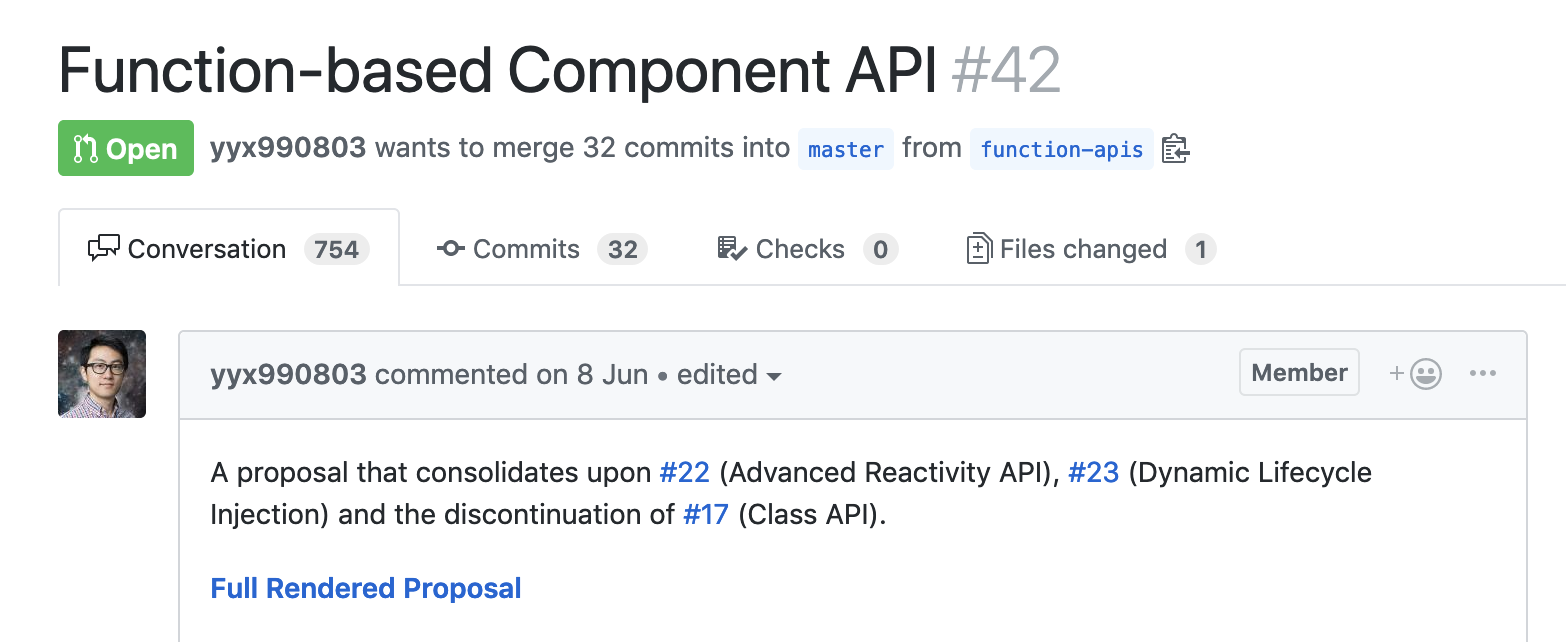 Function-based Component API #42
Open yyx990803 wants to merge 32 commits into master from function-apis
Conversation 754 Commits 32 Checks 0 Files changed 1
yyx990803 commented on 8 Jun • edited Member
A proposal that consolidates upon #22 (Advanced Reactivity API), #23 (Dynamic Lifecycle
Injection) and the discontinuation of #17 (Class API).
Full Rendered Proposal